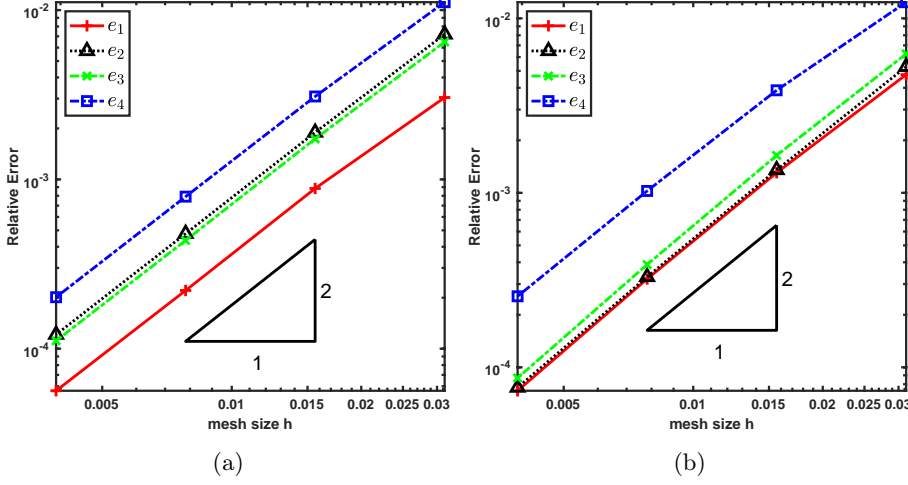 10^{-2}
10^{-3}
10^{-4}
Relative Error
e_1
e_2
e_3
e_4
2
1
0.005 0.01 0.015 0.02 0.025 0.03
mesh size h
(a)
10^{-2}
10^{-3}
10^{-4}
Relative Error
e_1
e_2
e_3
e_4
2
1
0.005 0.01 0.015 0.02 0.025 0.03
mesh size h
(b)